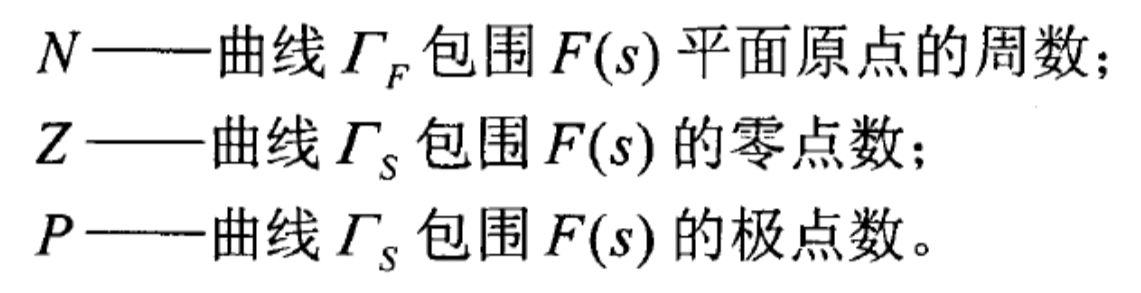 N——曲线 Γ_F 包围 F(s) 平面原点的周数；
Z——曲线 Γ_S 包围 F(s) 的零点数；
P——曲线 Γ_S 包围 F(s) 的极点数。